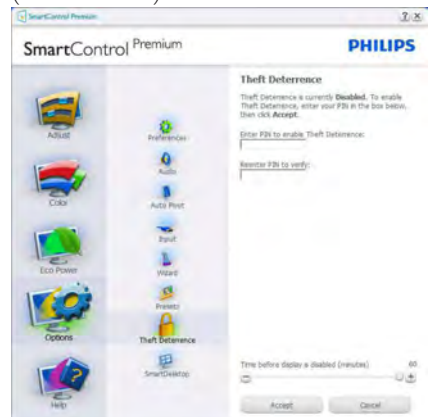 SmartControl Premium
SmartControl Premium
PHILIPS
Adjust
Color
Eco Power
Options
Help
Preferences
Audio
Auto Pivot
Input
Wizard
Presets
Theft Deterrence
SmartDesktop
Theft Deterrence
Theft Deterrence is currently Disabled. To enable
Theft Deterrence, enter your PIN in the box below,
then click Accept.
Enter PIN to enable Theft Deterrence:
Reenter PIN to verify:
Time before display is disabled (minutes) 60
Accept Cancel